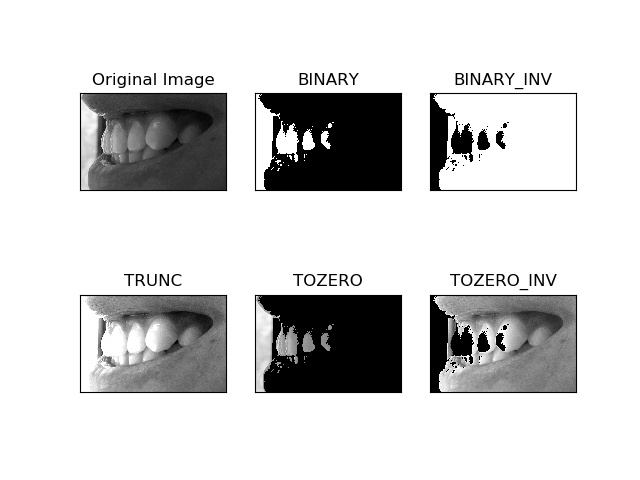 Original Image
BINARY
BINARY_INV
TRUNC
TOZERO
TOZERO_INV